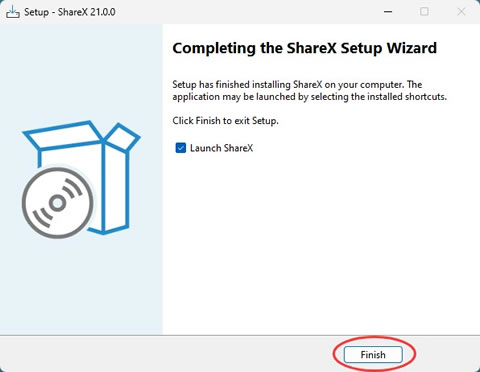 Setup - ShareX 21.0.0
Completing the ShareX Setup Wizard
Setup has finished installing ShareX on your computer. The
application may be launched by selecting the installed shortcuts.
Click Finish to exit Setup.
Launch ShareX
Finish